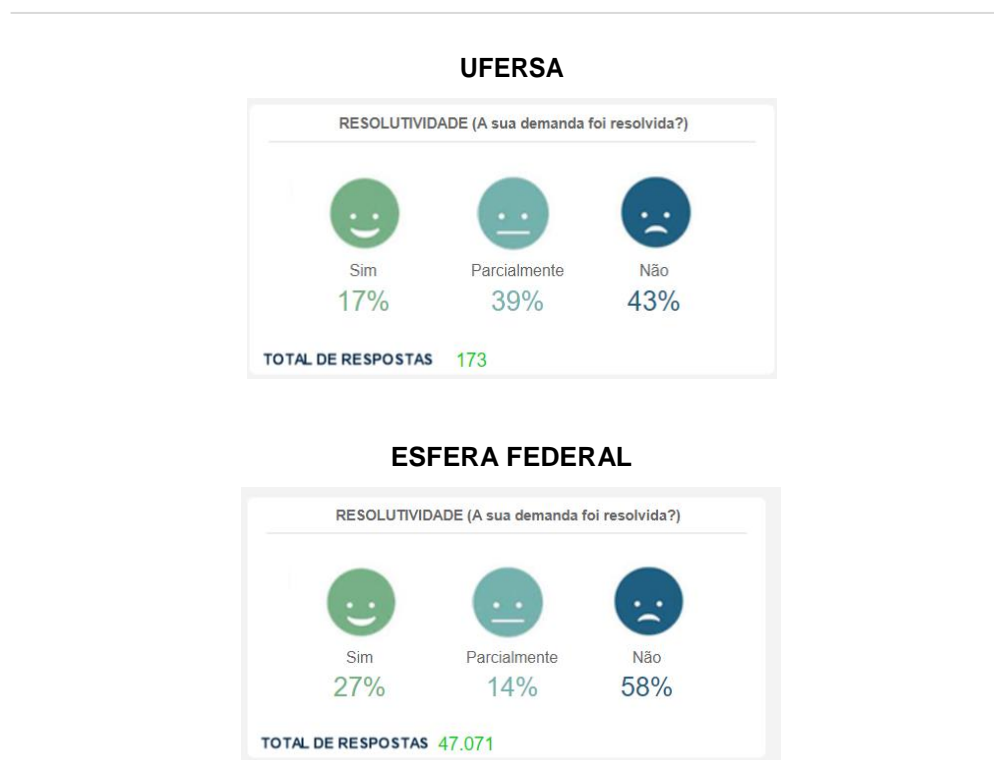 UFERSA
RESOLUTIVIDADE (A sua demanda foi resolvida?)
Sim Parcialmente Não
17% 39% 43%
TOTAL DE RESPOSTAS 173
ESFERA FEDERAL
RESOLUTIVIDADE (A sua demanda foi resolvida?)
Sim Parcialmente Não
27% 14% 58%
TOTAL DE RESPOSTAS 47.071